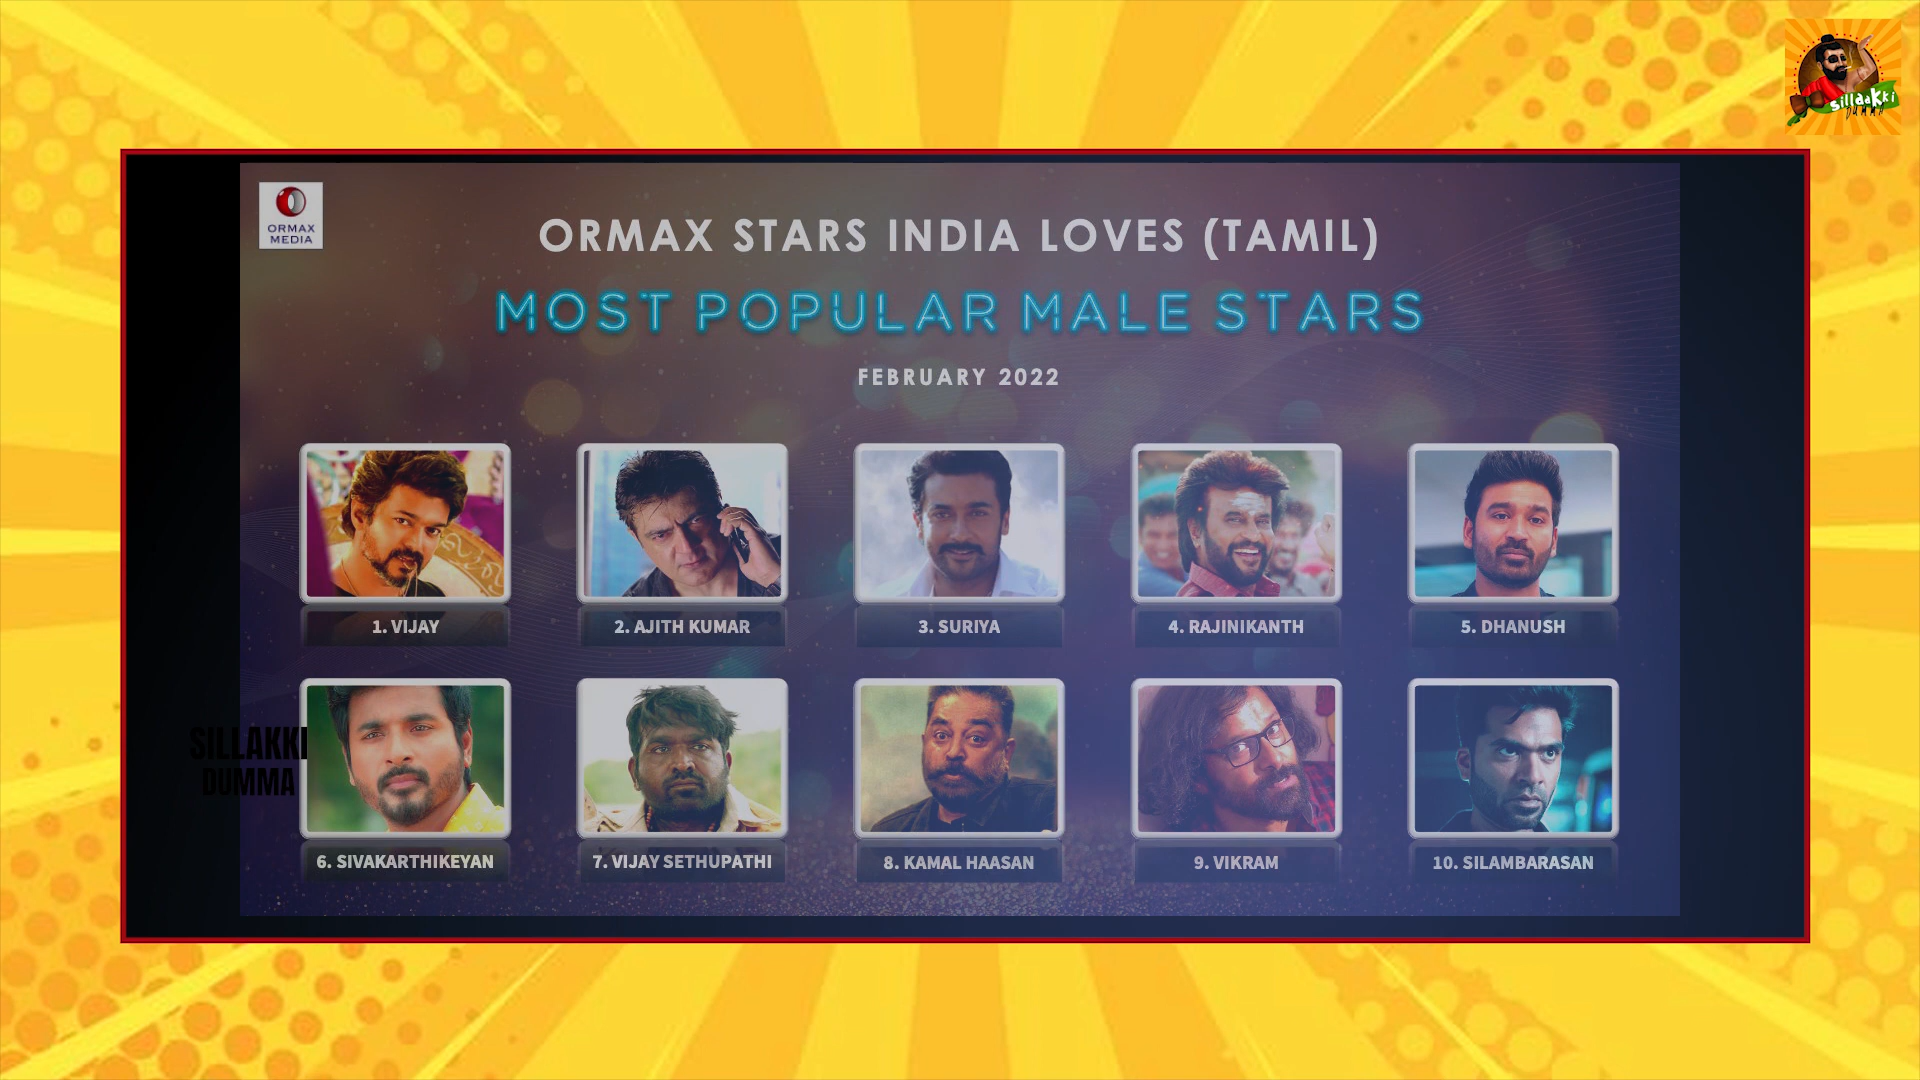 sillaakki
ORMAX
MEDIA
ORMAX STARS INDIA LOVES (TAMIL)
MOST POPULAR MALE STARS
FEBRUARY 2022
1. VIJAY
2. AJITH KUMAR
3. SURIYA
4. RAJINIKANTH
5. DHANUSH
SILLAKKI
DUMMA
6. SIVAKARTHIKEYAN
7. VIJAY SETHUPATHI
8. KAMAL HAASAN
9. VIKRAM
10. SILAMBARASAN